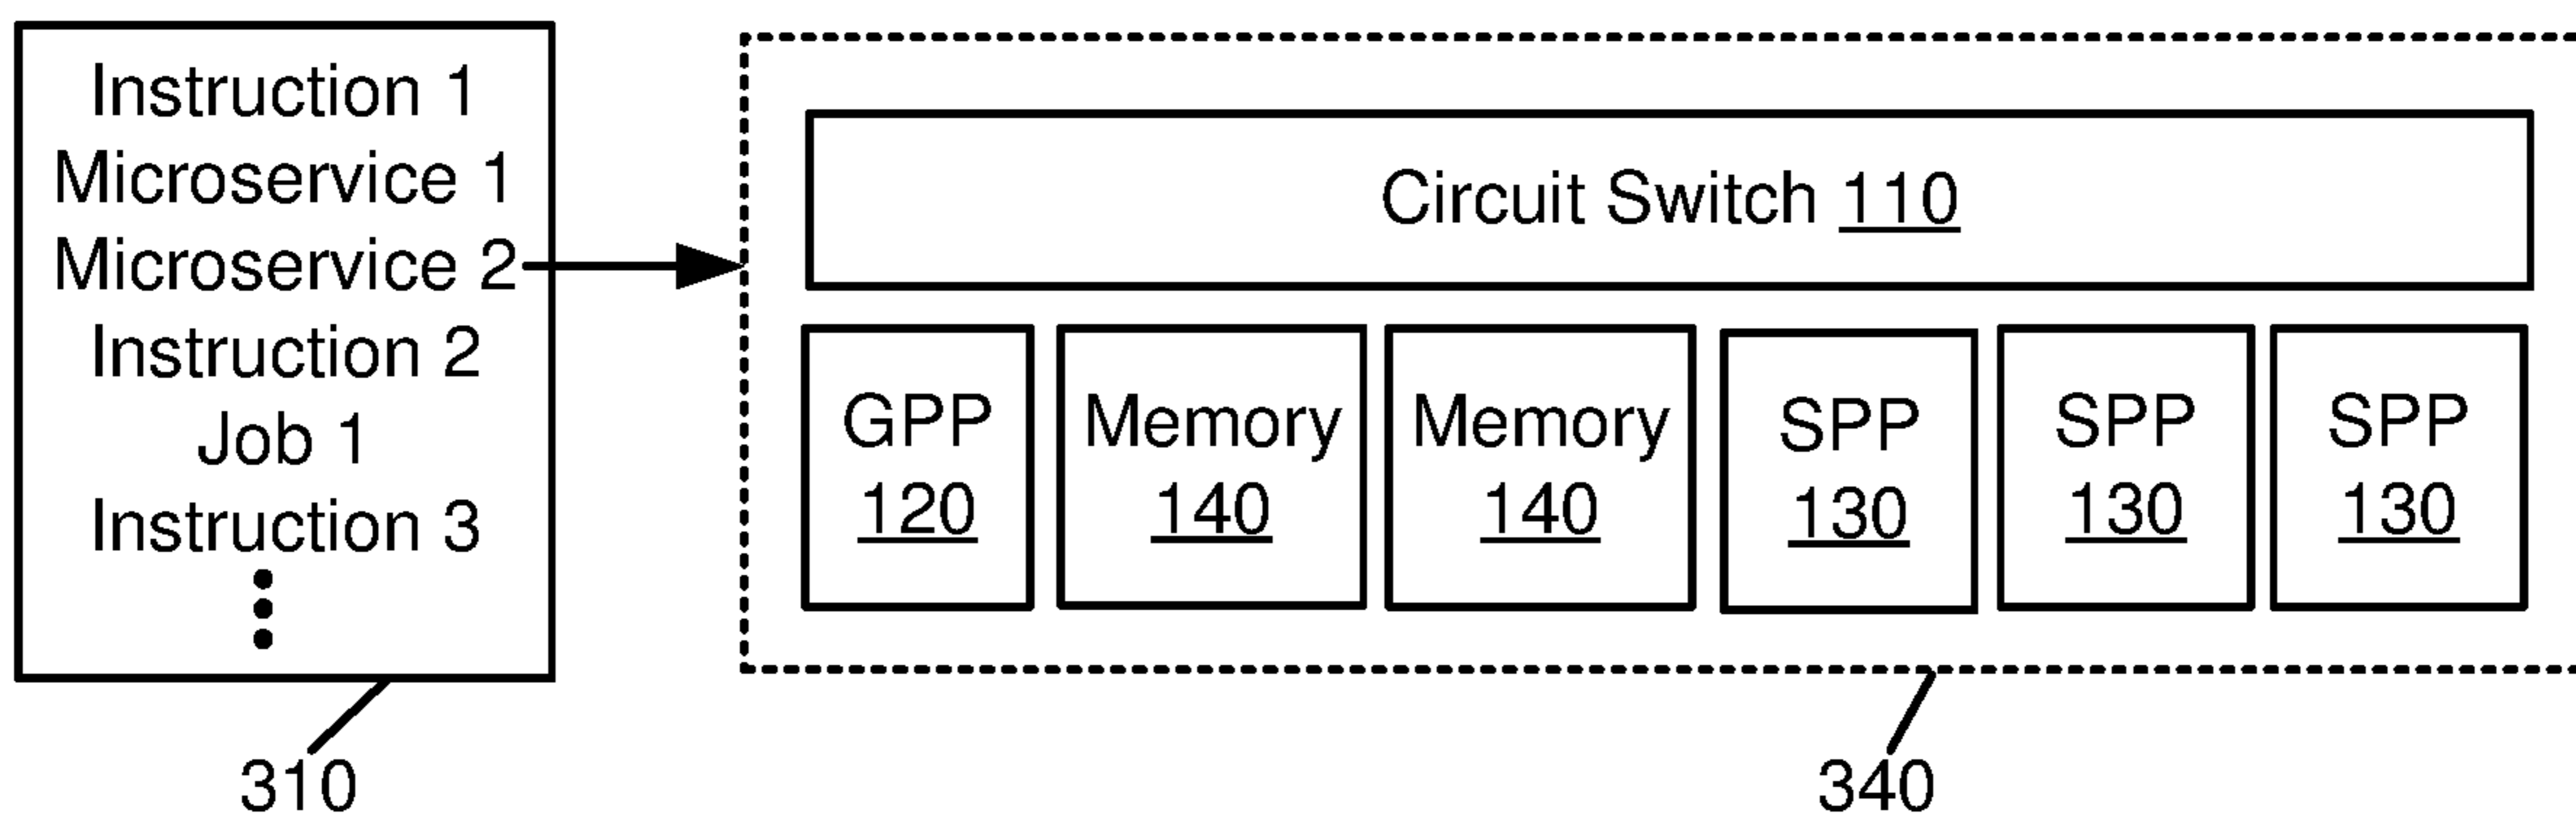 Instruction 1
Microservice 1
Microservice 2
Instruction 2
Job 1
Instruction 3
310
Circuit Switch 110
GPP
120
Memory
140
Memory
140
SPP
130
SPP
130
SPP
130
340